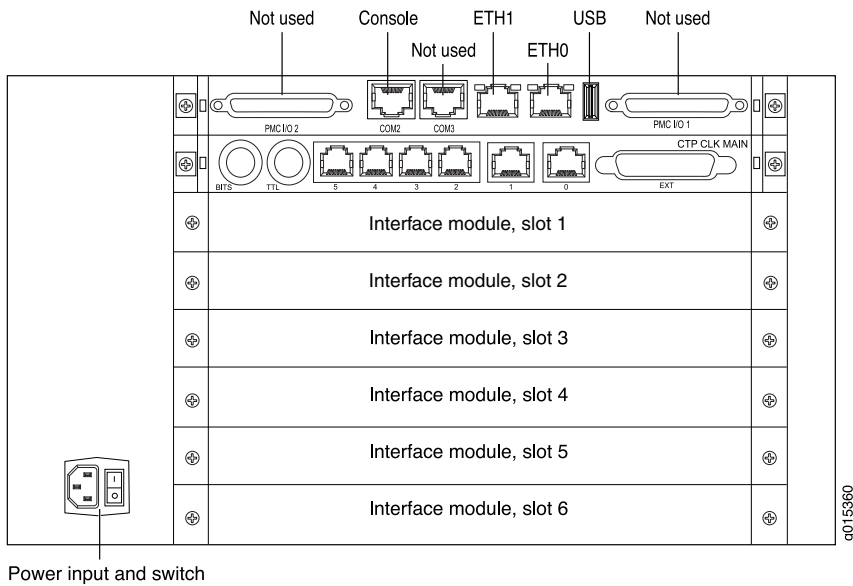 Not used Console ETH1 USB Not used
Not used ETH0
PMC I/O 2 COM2 COM3 PMC I/O 1
CTP CLK MAIN
BITS TTL 5 4 3 2 1 0 EXT
Interface module, slot 1
Interface module, slot 2
Interface module, slot 3
Interface module, slot 4
Interface module, slot 5
Interface module, slot 6
g015360
Power input and switch